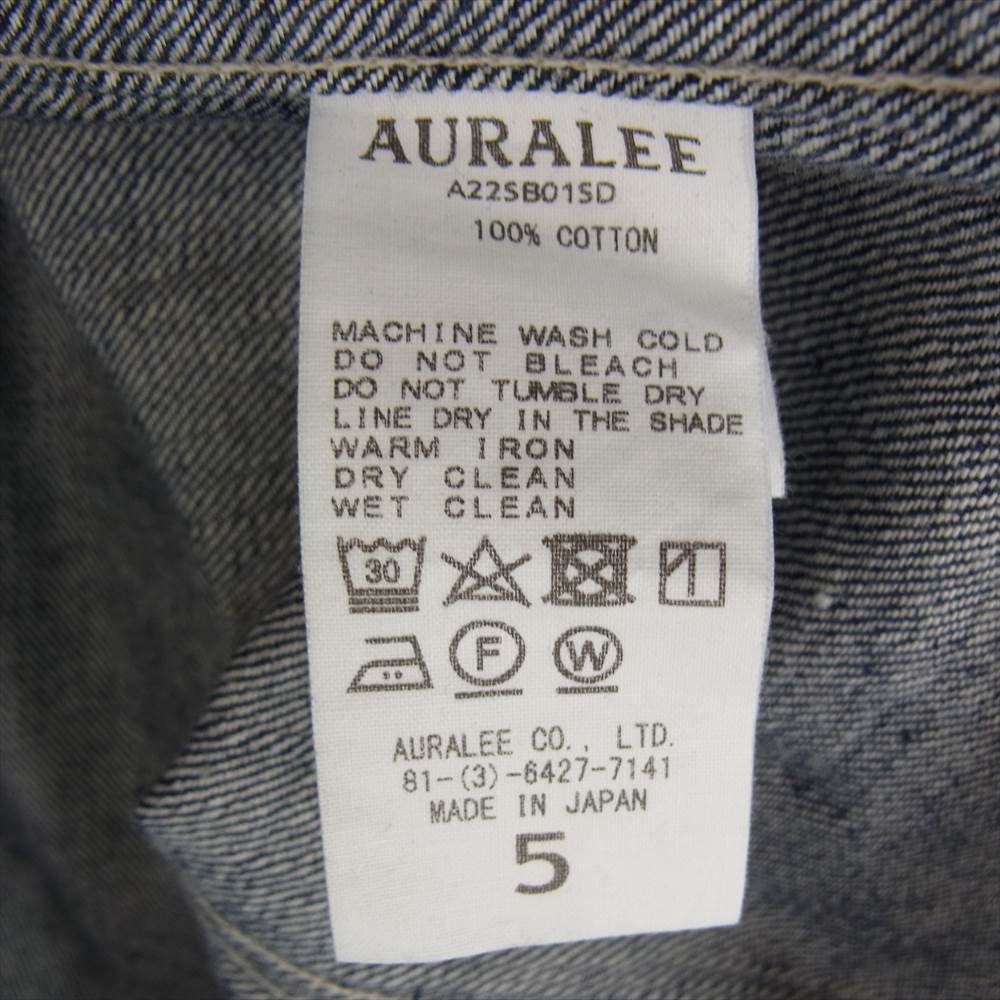 AURALEE
A22SB01SD
100% COTTON
MACHINE WASH COLD
DO NOT BLEACH
DO NOT TUMBLE DRY
LINE DRY IN THE SHADE
WARM IRON
DRY CLEAN
WET CLEAN
30
F W
AURALEE CO., LTD.
81-(3)-6427-7141
MADE IN JAPAN
5